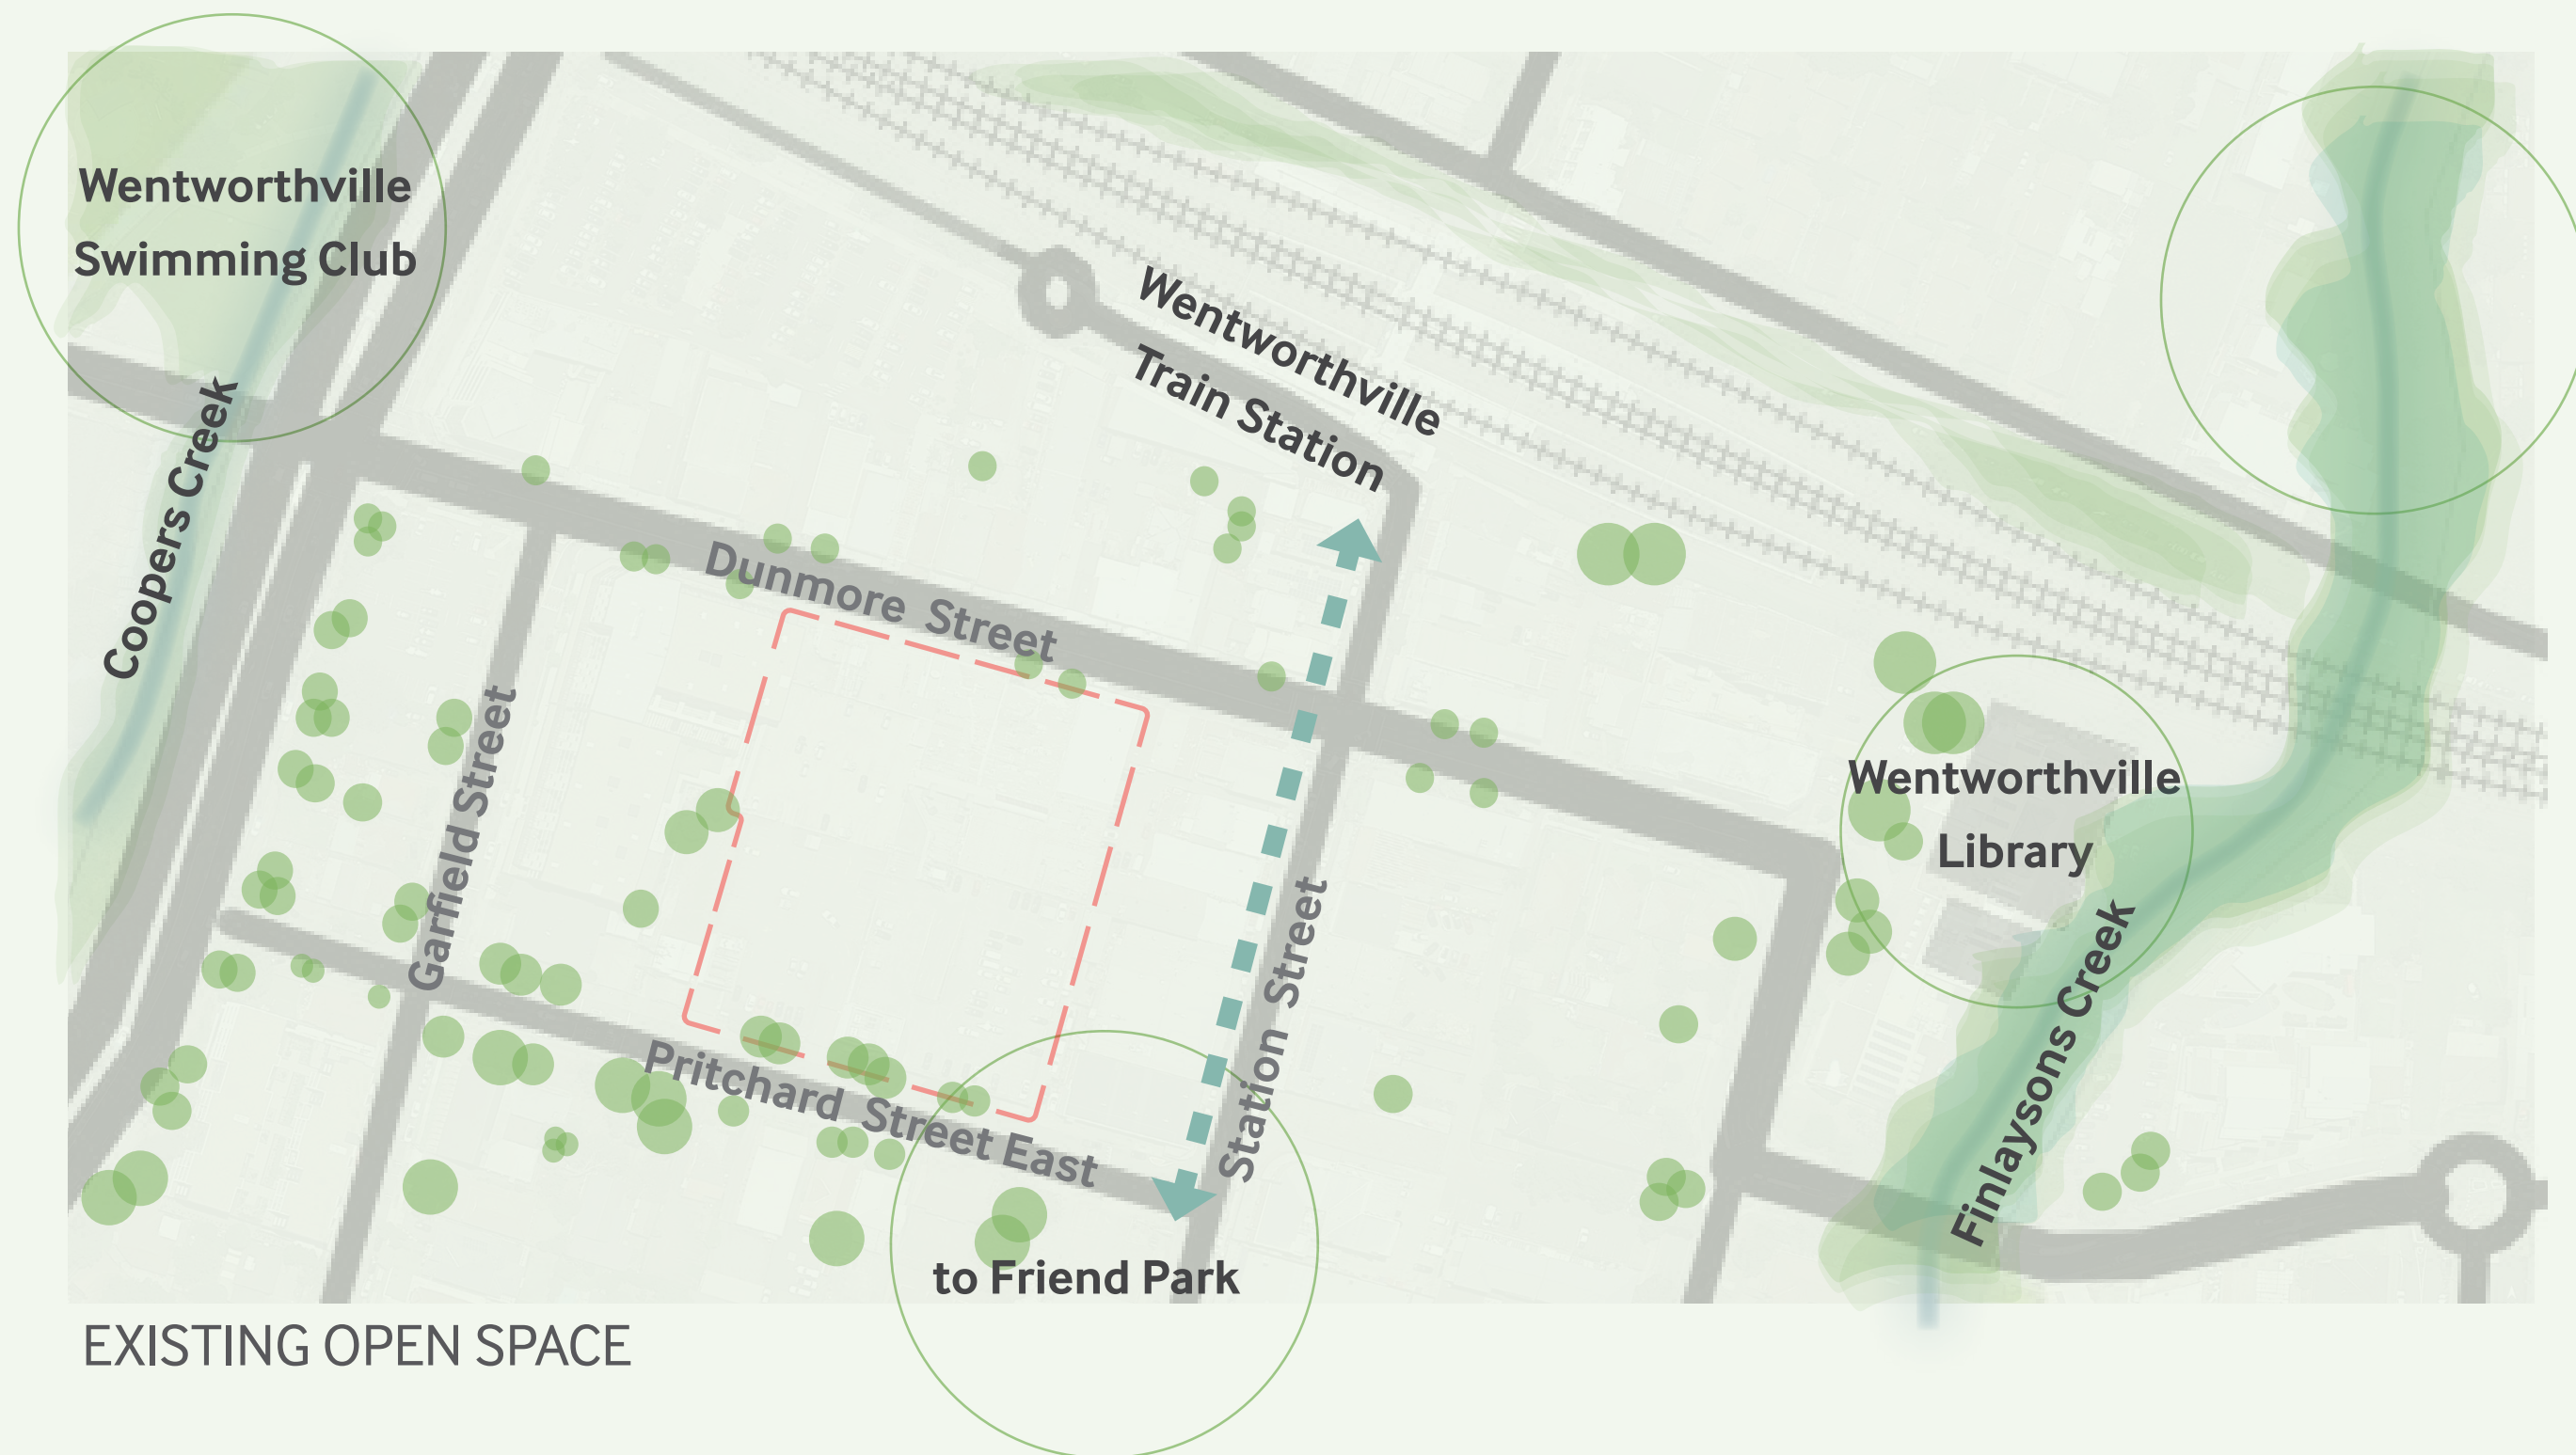 Wentworthville
Swimming Club
Coopers Creek
Wentworthville
Train Station
Dunmore Street
Garfield Street
Wentworthville
Library
Station Street
Finlaysons Creek
Pritchard Street East
to Friend Park
EXISTING OPEN SPACE